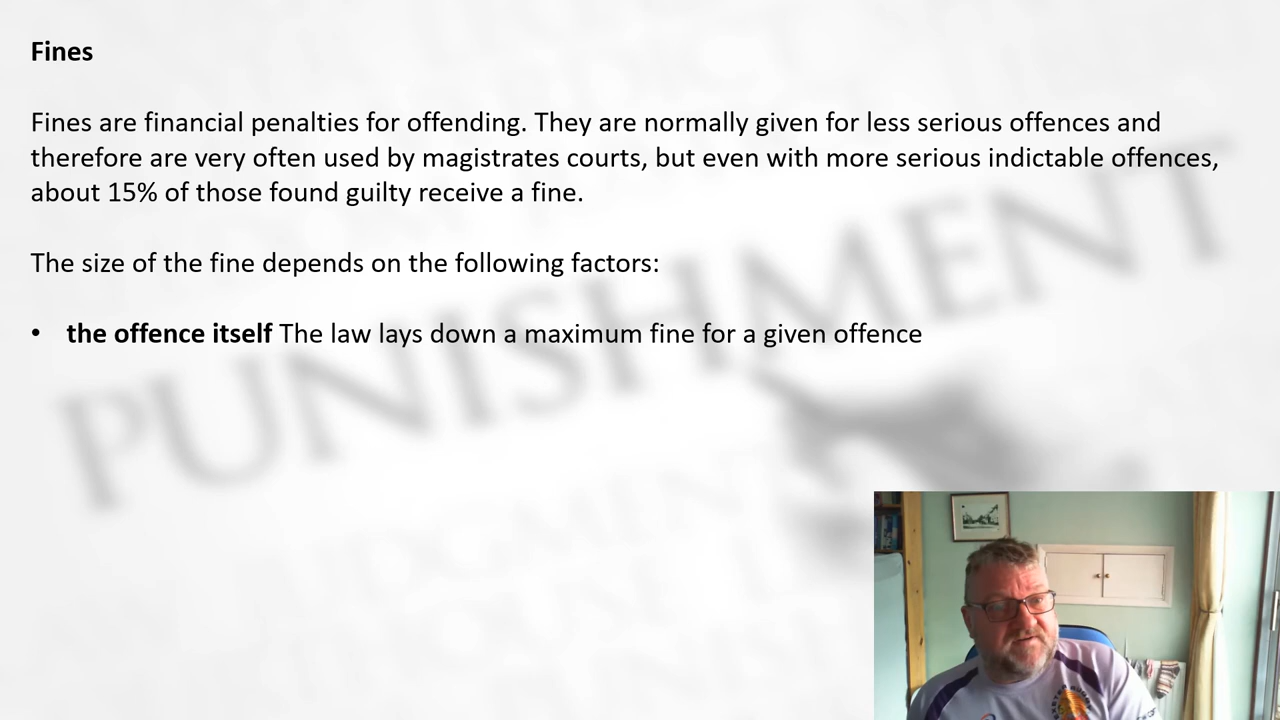 Fines
Fines are financial penalties for offending. They are normally given for less serious offences and
therefore are very often used by magistrates courts, but even with more serious indictable offences,
about 15% of those found guilty receive a fine.
The size of the fine depends on the following factors:
• the offence itself The law lays down a maximum fine for a given offence
PUNISHMENT